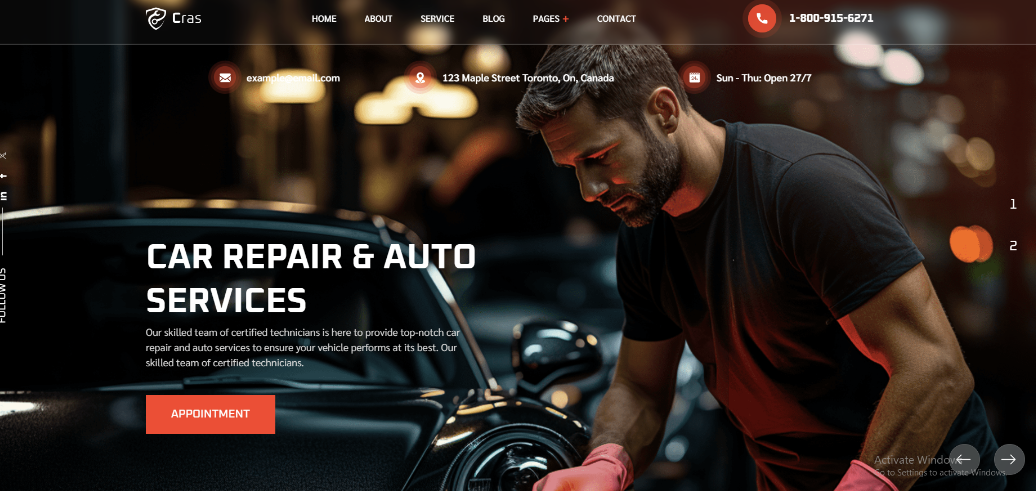 Cras
HOME ABOUT SERVICE BLOG PAGES + CONTACT
1-800-915-6271
example@email.com
123 Maple Street Toronto, On, Canada
Sun - Thu: Open 27/7
FOLLOW US
in
1
2
CAR REPAIR & AUTO
SERVICES
Our skilled team of certified technicians is here to provide top-notch car
repair and auto services to ensure your vehicle performs at its best. Our
skilled team of certified technicians.
APPOINTMENT
Activate Windows
Go to Settings to activate Windows.